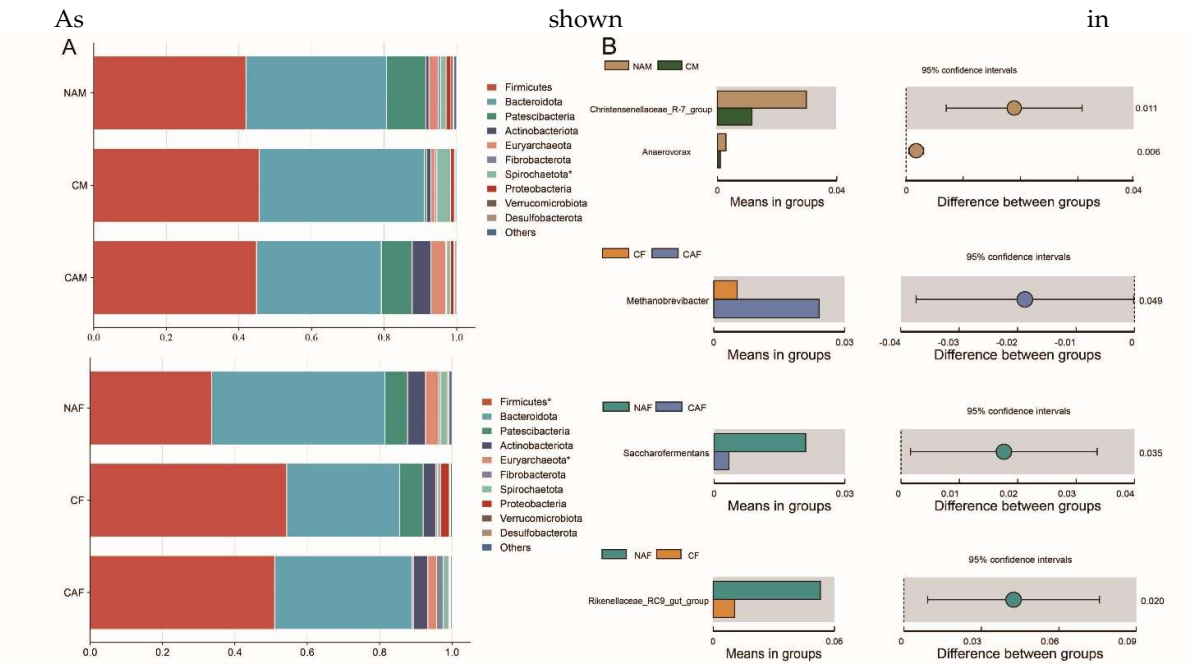 As shown in
A
NAM
CM
CAM
0.0 0.2 0.4 0.6 0.8 1.0
Firmicutes
Bacteroidota
Patescibacteria
Actinobacteriota
Euryarchaeota
Fibrobacterota
Spirochaetota*
Proteobacteria
Verrucomicrobiota
Desulfobacterota
Others
NAF
CF
CAF
0.0 0.2 0.4 0.6 0.8 1.0
Firmicutes*
Bacteroidota
Patescibacteria
Actinobacteriota
Euryarchaeota*
Fibrobacterota
Spirochaetota
Proteobacteria
Verrucomicrobiota
Desulfobacterota
Others
B
NAM CM
95% confidence intervals
Christensenellaceae_R-7_group
0.011
Anaerovorax
0.006
0 0.04
Means in groups
0 0.04
Difference between groups
CF CAF
95% confidence intervals
Methanobrevibacter
0.049
0 0.03
Means in groups
-0.04 -0.03 -0.02 -0.01 0
Difference between groups
NAF CAF
95% confidence intervals
Saccharofermentans
0.035
0 0.03
Means in groups
0 0.01 0.02 0.03 0.04
Difference between groups
NAF CF
95% confidence intervals
Rikenellaceae_RC9_gut_group
0.020
0 0.06
Means in groups
0 0.03 0.06 0.09
Difference between groups